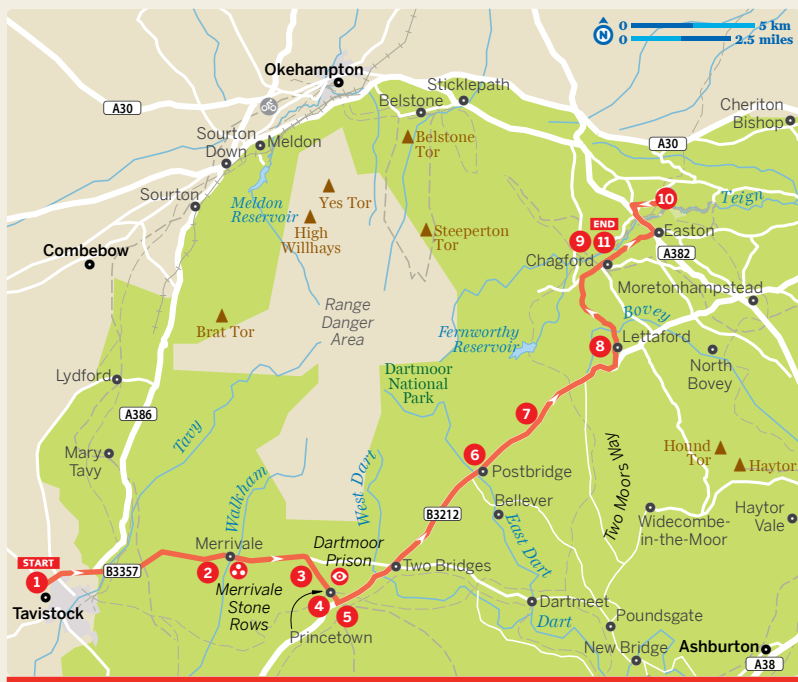 0 5 km
N
0 2.5 miles
Okehampton
Sticklepath
A30
Belstone
Cheriton
Bishop
Sourton
Down
Meldon
Belstone
Tor
A30
Meldon
Reservoir
Yes Tor
Sourton
High
Willhays
Steeperton
Tor
10
Teign
END
9
11
Easton
Combebow
Chagford
A382
Moretonhampstead
Brat Tor
Range
Danger
Area
Fernworthy
Reservoir
Bovey
8
Lettaford
North
Bovey
Dartmoor
National
Park
Lydford
A386
Tavy
7
Mary
Tavy
Walkham
West Dart
6
Postbridge
Two Moors Way
Hound
Tor
Haytor
Bellever
B3212
East Dart
Widecombe-
in-the-Moor
Haytor
Vale
Merrivale
Dartmoor
Prison
START
1
B3357
2
Merrivale
Stone
Rows
3
Two Bridges
Tavistock
4
5
Princetown
Dartmeet
Dart
Poundsgate
New Bridge
Ashburton
A38